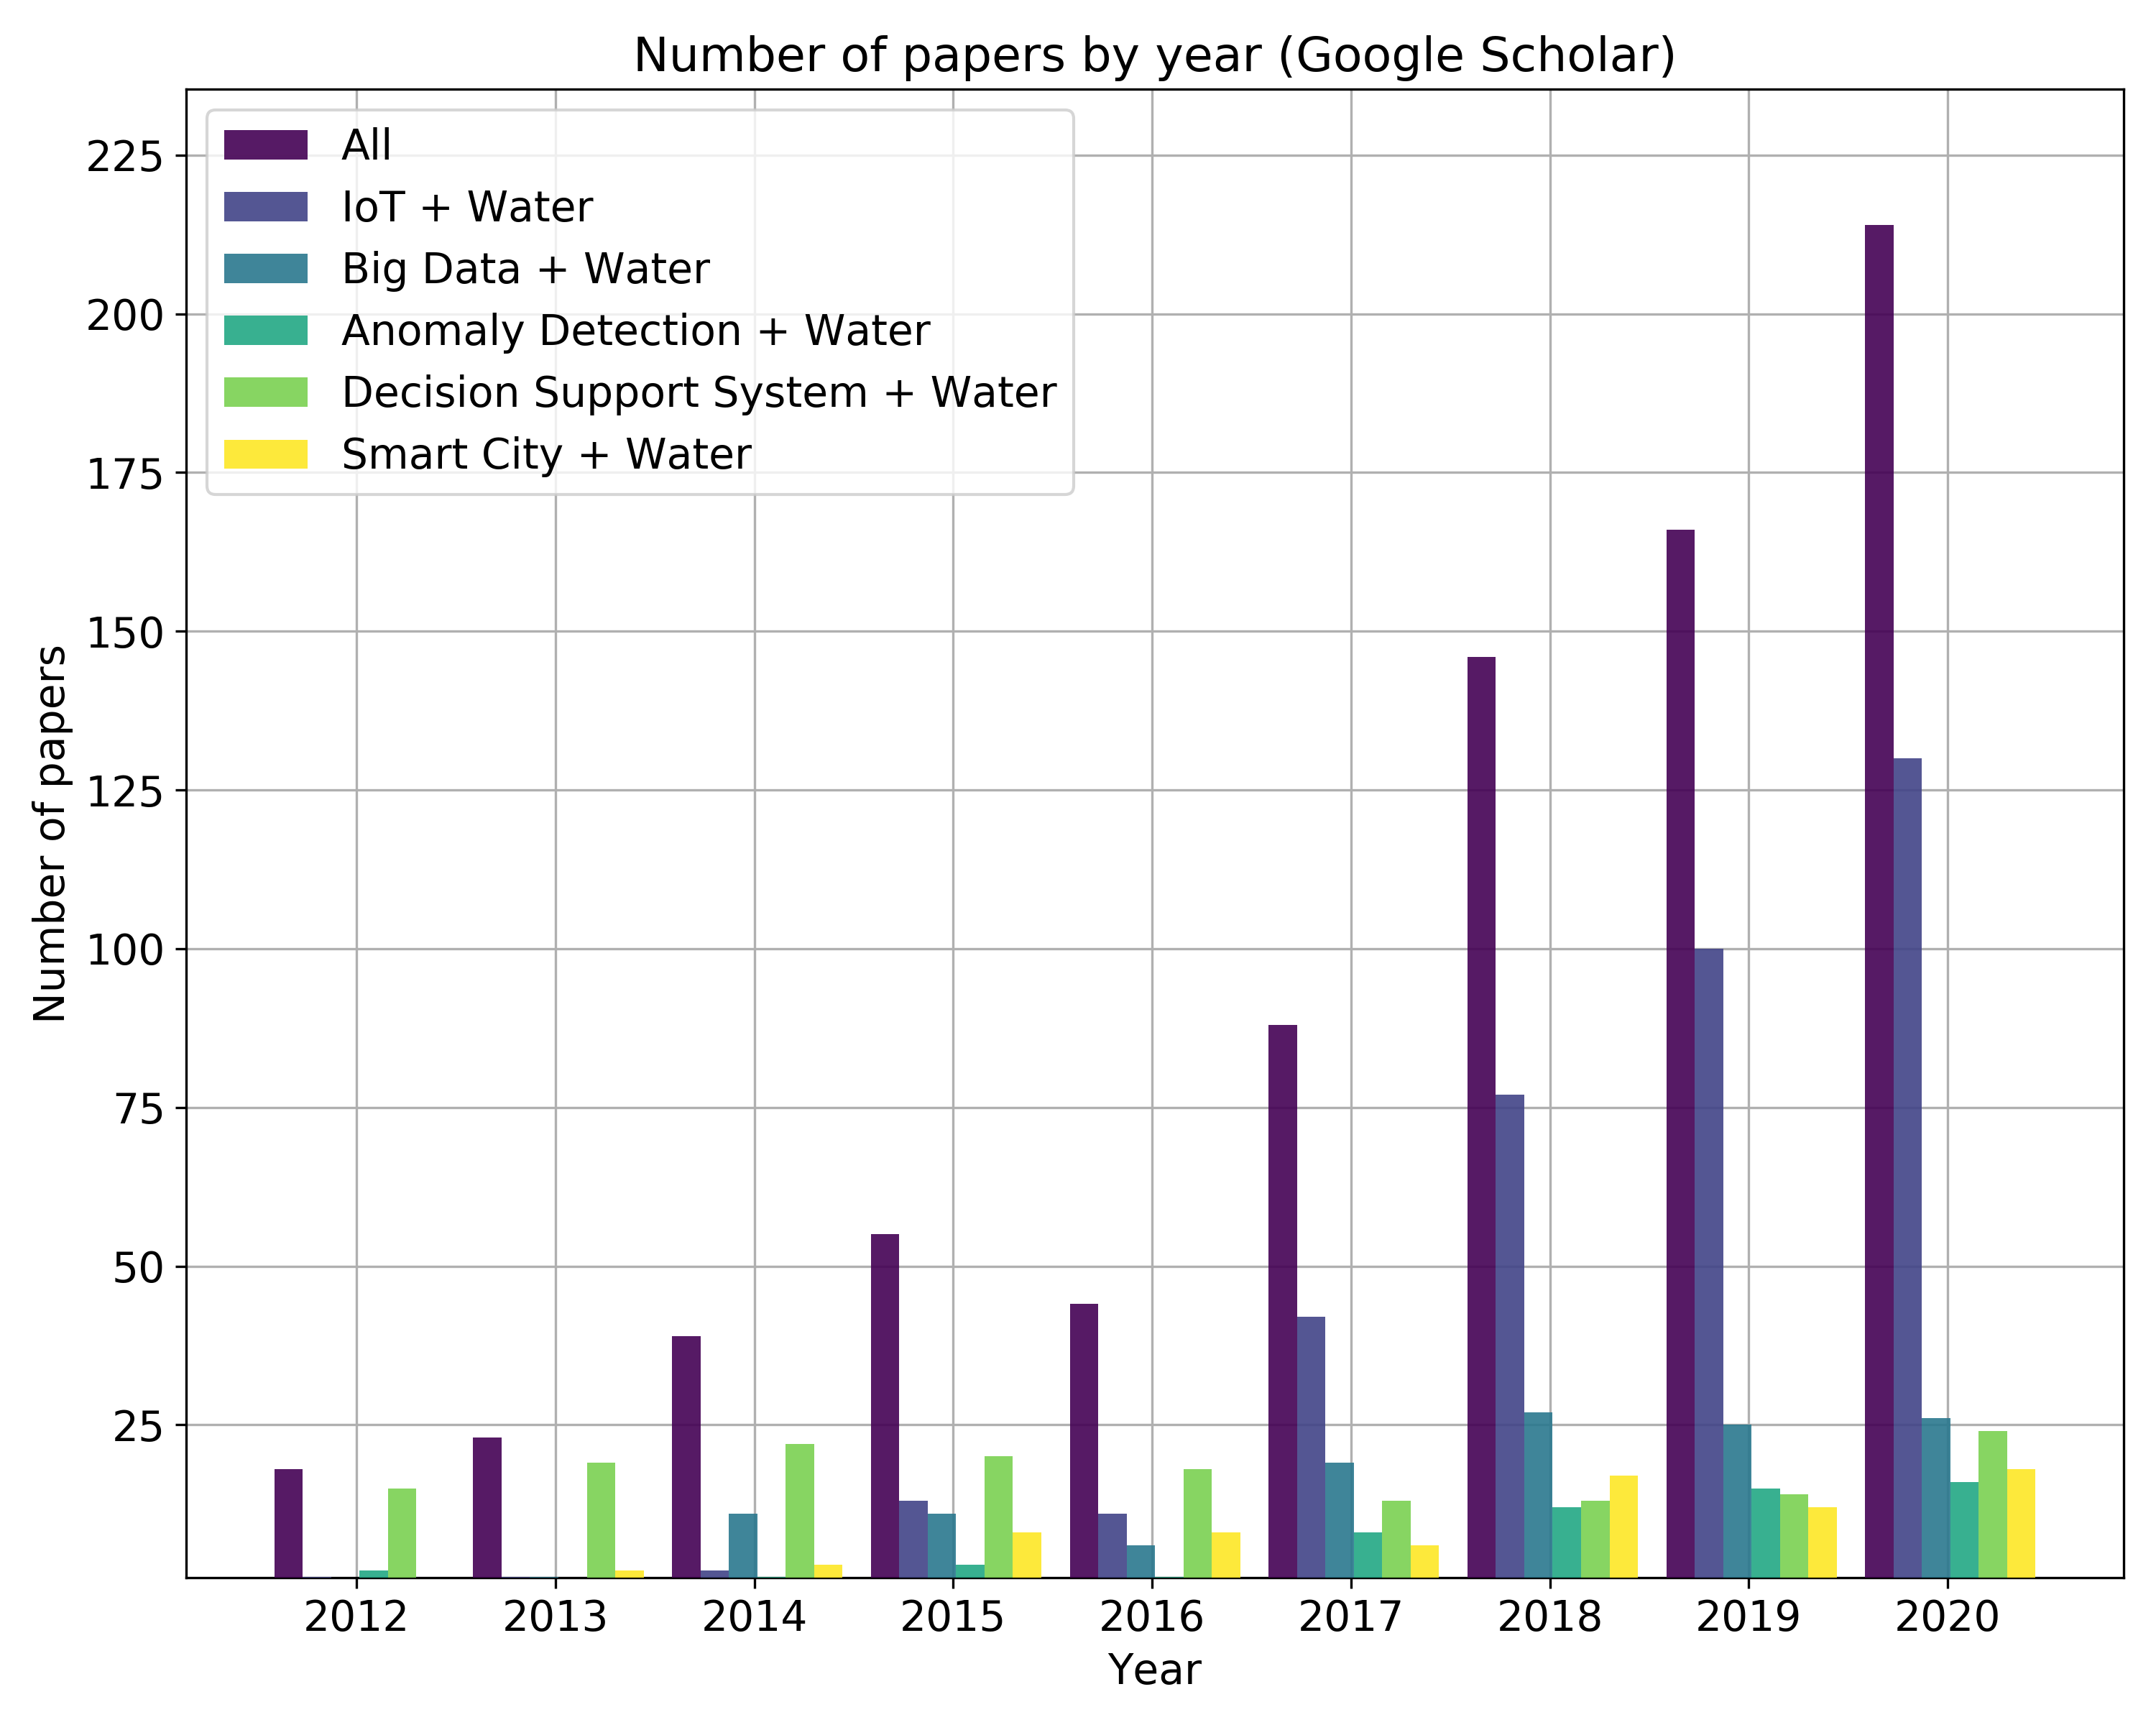 Number of papers by year (Google Scholar)
All
IoT + Water
Big Data + Water
Anomaly Detection + Water
Decision Support System + Water
Smart City + Water
225
200
175
150
125
100
75
50
25
Number of papers
2012 2013 2014 2015 2016 2017 2018 2019 2020
Year